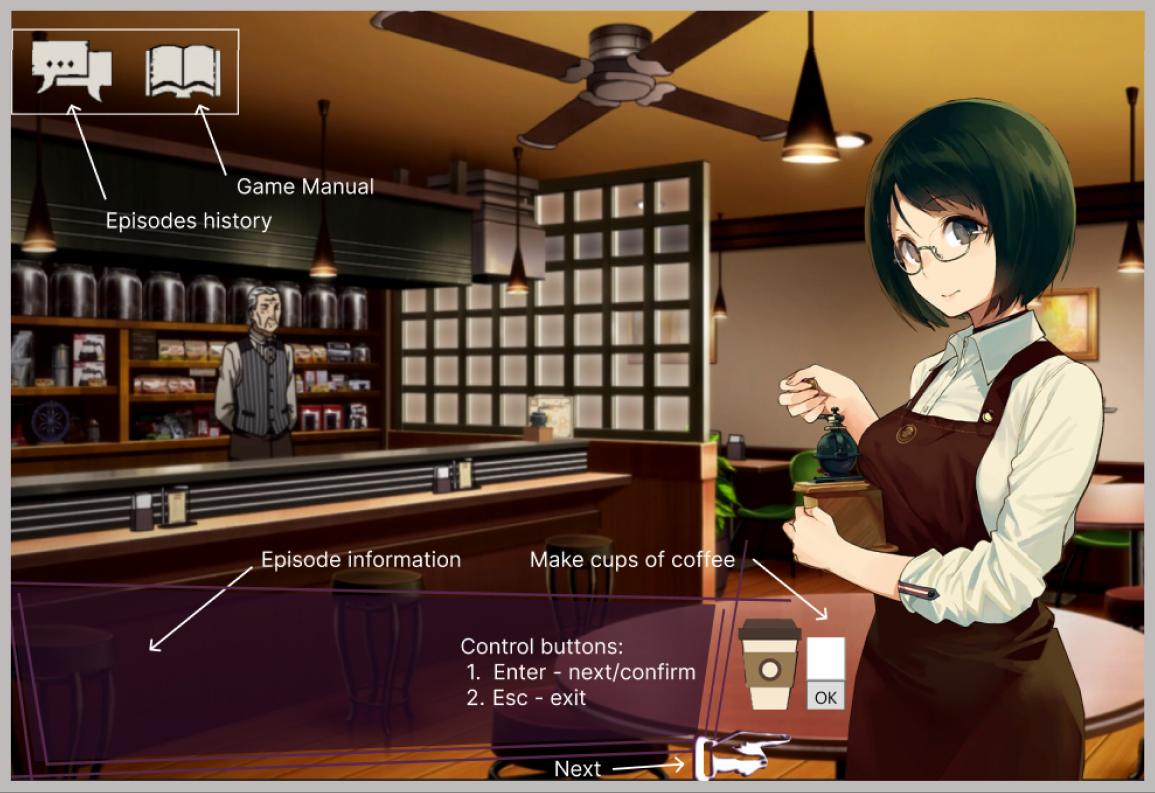 Game Manual
Episodes history
Episode information
Make cups of coffee
Control buttons:
1. Enter - next/confirm
2. Esc - exit
OK
Next